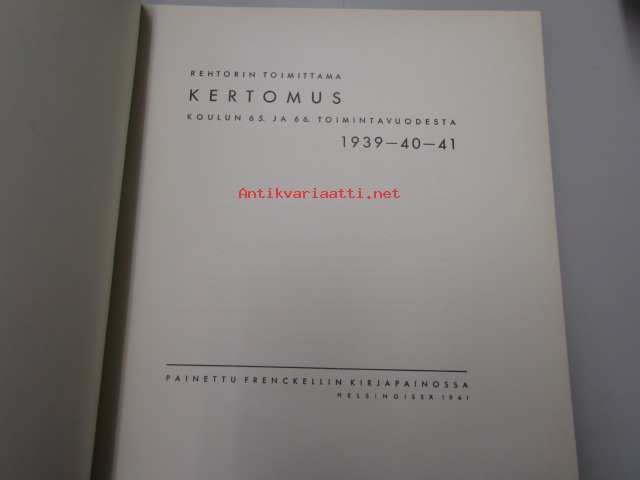 REHTORIN TOIMITTAMA
KERTOMUS
KOULUN 65. JA 66. TOIMINTAVUODESTA
1939—40—41
Antikvariaatti.net
PAINETTU FRENCKELLIN KIRJAPAINOSSA
HELSINGISSÄ 1941